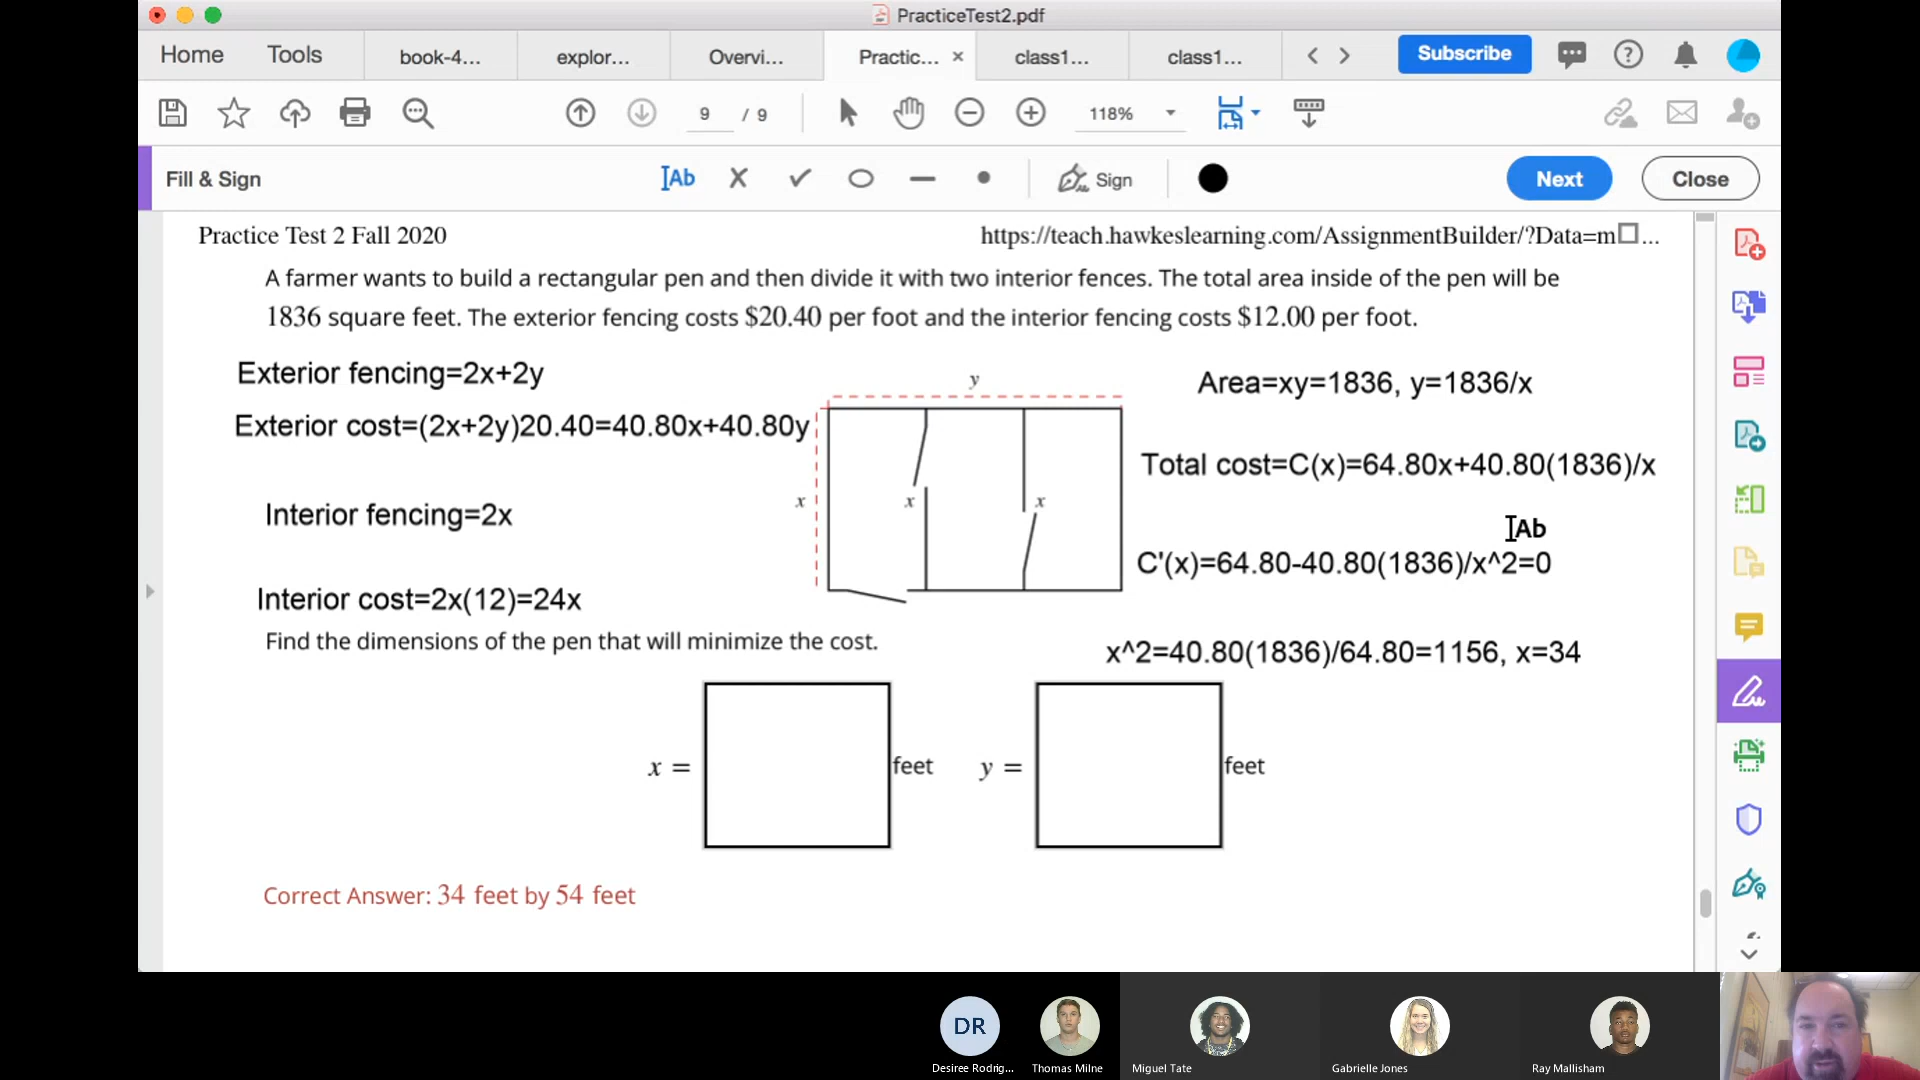 PracticeTest2.pdf
Home Tools book-4... explor... Overvi... Practic... × class1... class1... Subscribe
9 / 9 118%
Fill & Sign Ab Sign Next Close
Practice Test 2 Fall 2020 https://teach.hawkeslearning.com/AssignmentBuilder/?Data=m...
A farmer wants to build a rectangular pen and then divide it with two interior fences. The total area inside of the pen will be
1836 square feet. The exterior fencing costs $20.40 per foot and the interior fencing costs $12.00 per foot.
Exterior fencing=2x+2y
y
Area=xy=1836, y=1836/x
Exterior cost=(2x+2y)20.40=40.80x+40.80y
Total cost=C(x)=64.80x+40.80(1836)/x
x x x
Interior fencing=2x
Ab
C'(x)=64.80-40.80(1836)/x^2=0
Interior cost=2x(12)=24x
Find the dimensions of the pen that will minimize the cost.
x^2=40.80(1836)/64.80=1156, x=34
x = feet y = feet
Correct Answer: 34 feet by 54 feet
DR
Desiree Rodrig... Thomas Milne Miguel Tate Gabrielle Jones Ray Mallisham